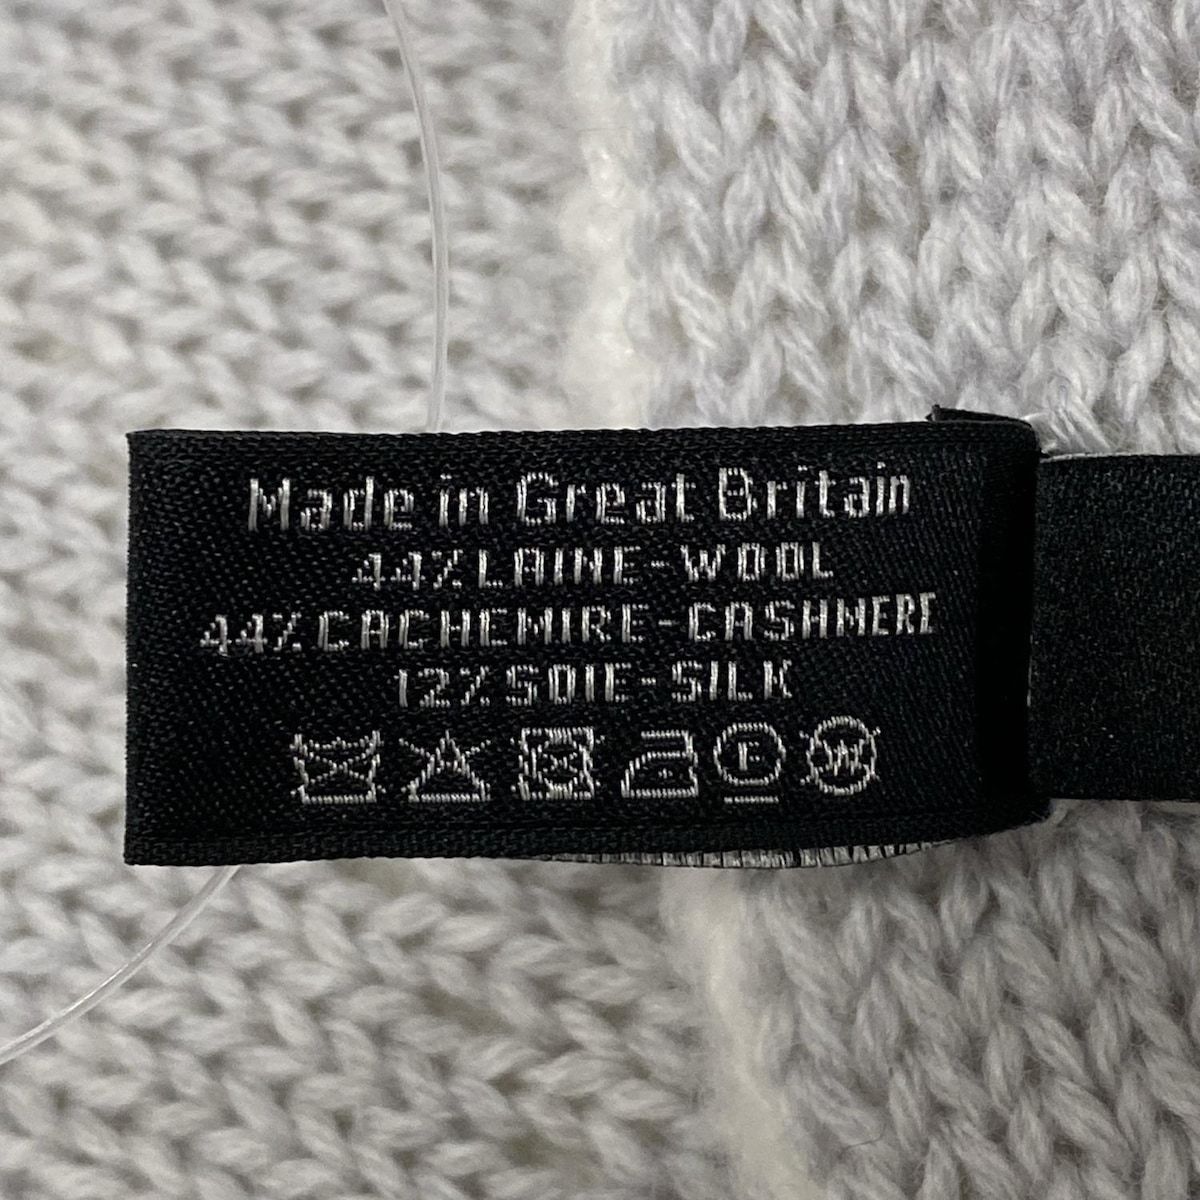 Made in Great Britain
44% LAINE-WOOL
44% CACHEMIRE-CASHMERE
12% SOIE-SILK
P W